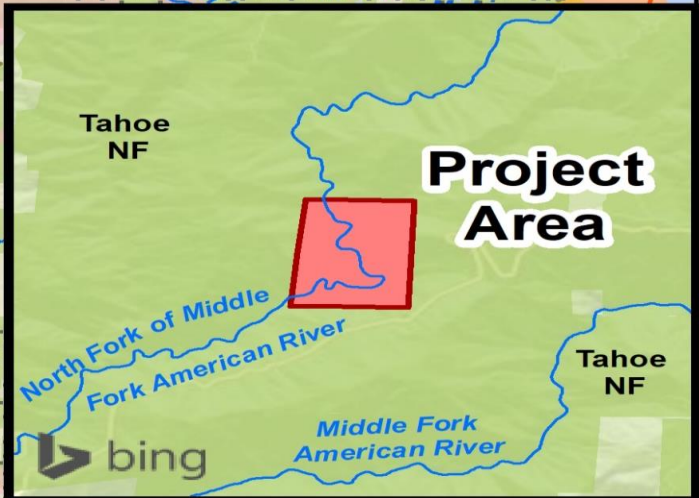 Tahoe
NF
Project
Area
North Fork of Middle
Fork American River
Tahoe
NF
Middle Fork
American River
bing